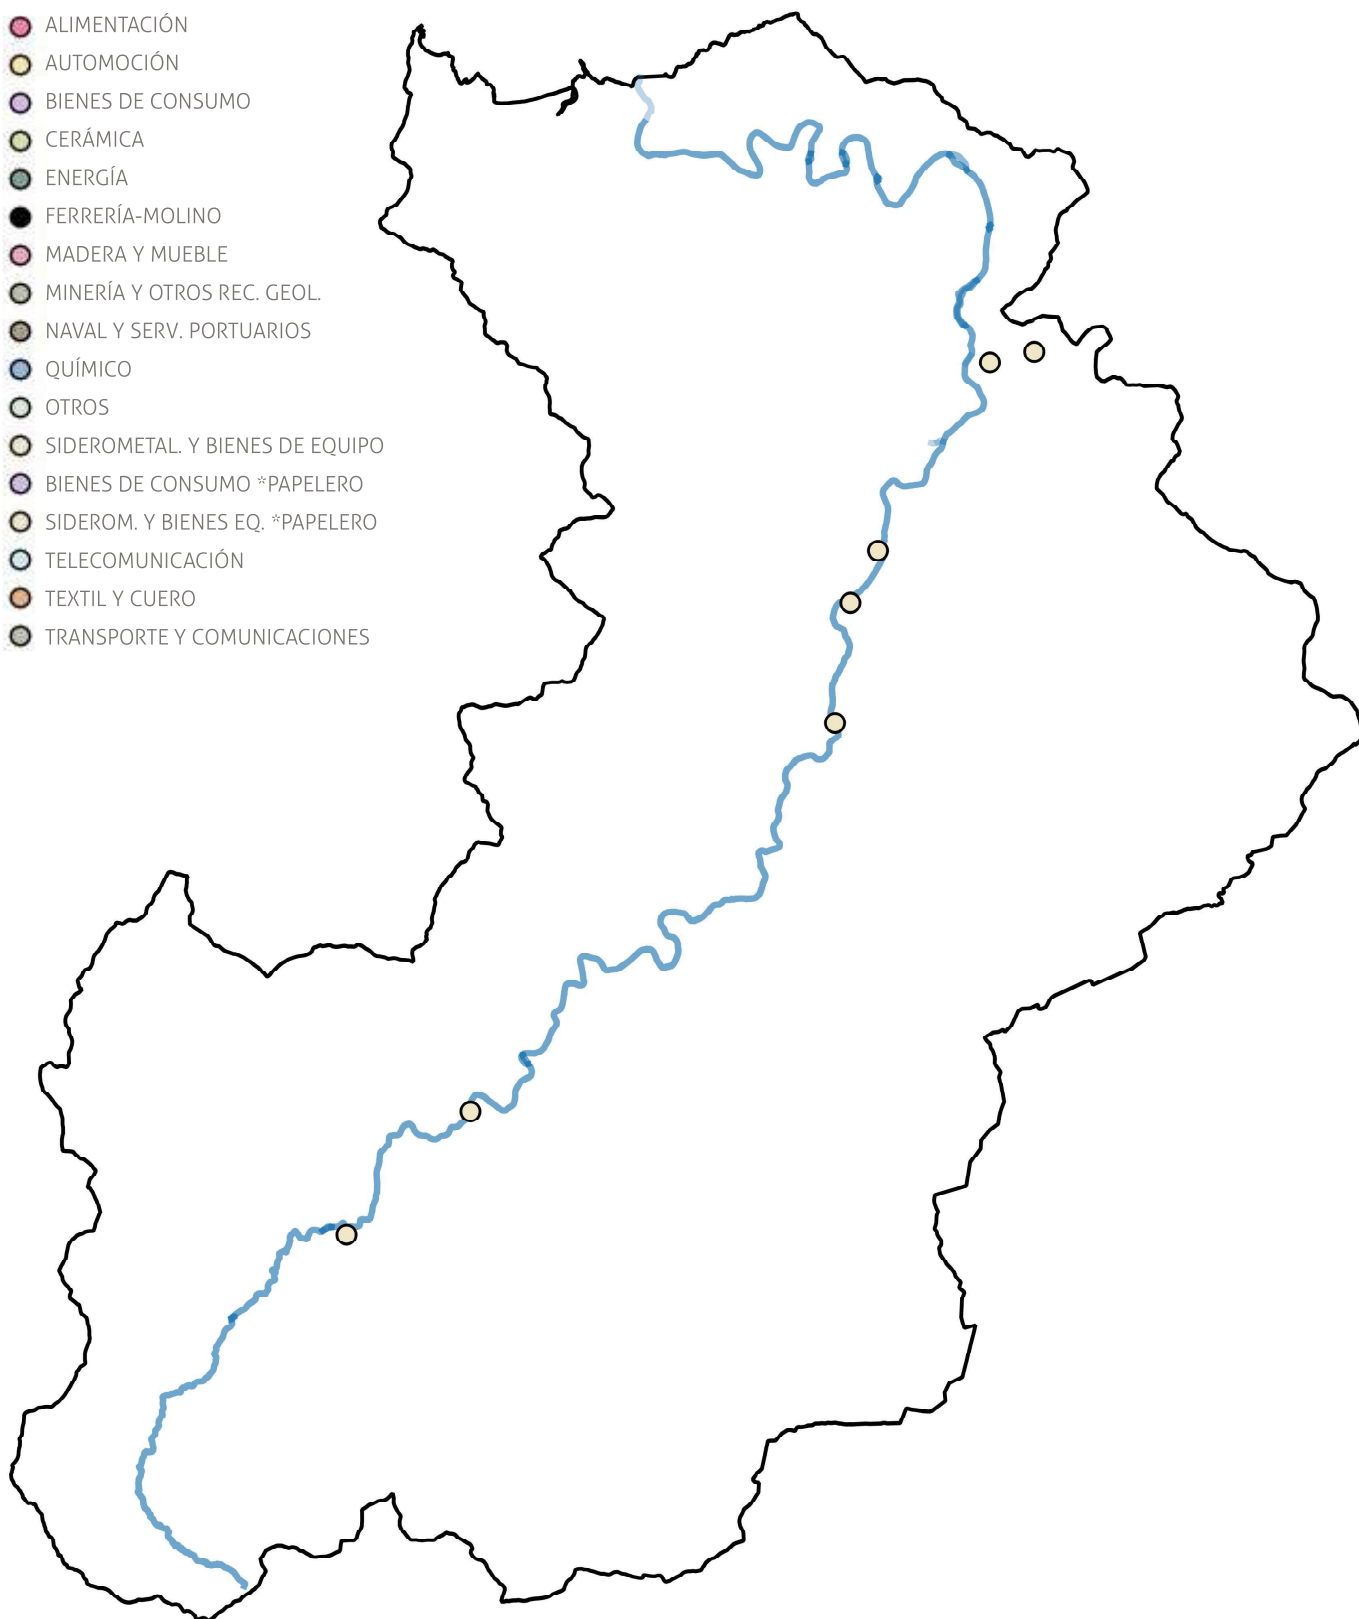 ALIMENTACIÓN
AUTOMOCIÓN
BIENES DE CONSUMO
CERÁMICA
ENERGÍA
FERRERÍA-MOLINO
MADERA Y MUEBLE
MINERÍA Y OTROS REC. GEOL.
NAVAL Y SERV. PORTUARIOS
QUÍMICO
OTROS
SIDEROMETAL. Y BIENES DE EQUIPO
BIENES DE CONSUMO *PAPELERO
SIDEROM. Y BIENES EQ. *PAPELERO
TELECOMUNICACIÓN
TEXTIL Y CUERO
TRANSPORTE Y COMUNICACIONES